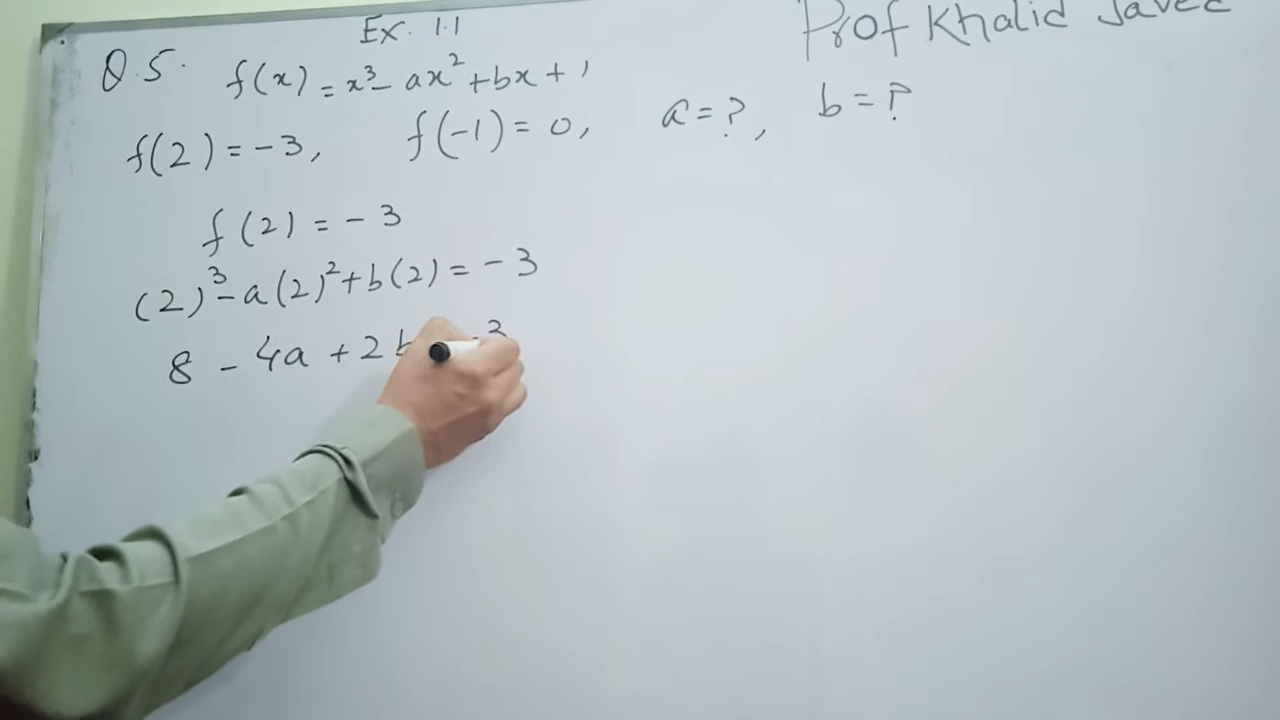 Ex. 1.1
Prof Khalid Javed
Q.5. f(x) = x³ - ax² + bx + 1
f(2) = -3, f(-1) = 0, a = ?, b = ?
f(2) = -3
(2)³ - a(2)² + b(2) = -3
8 - 4a + 2b -3